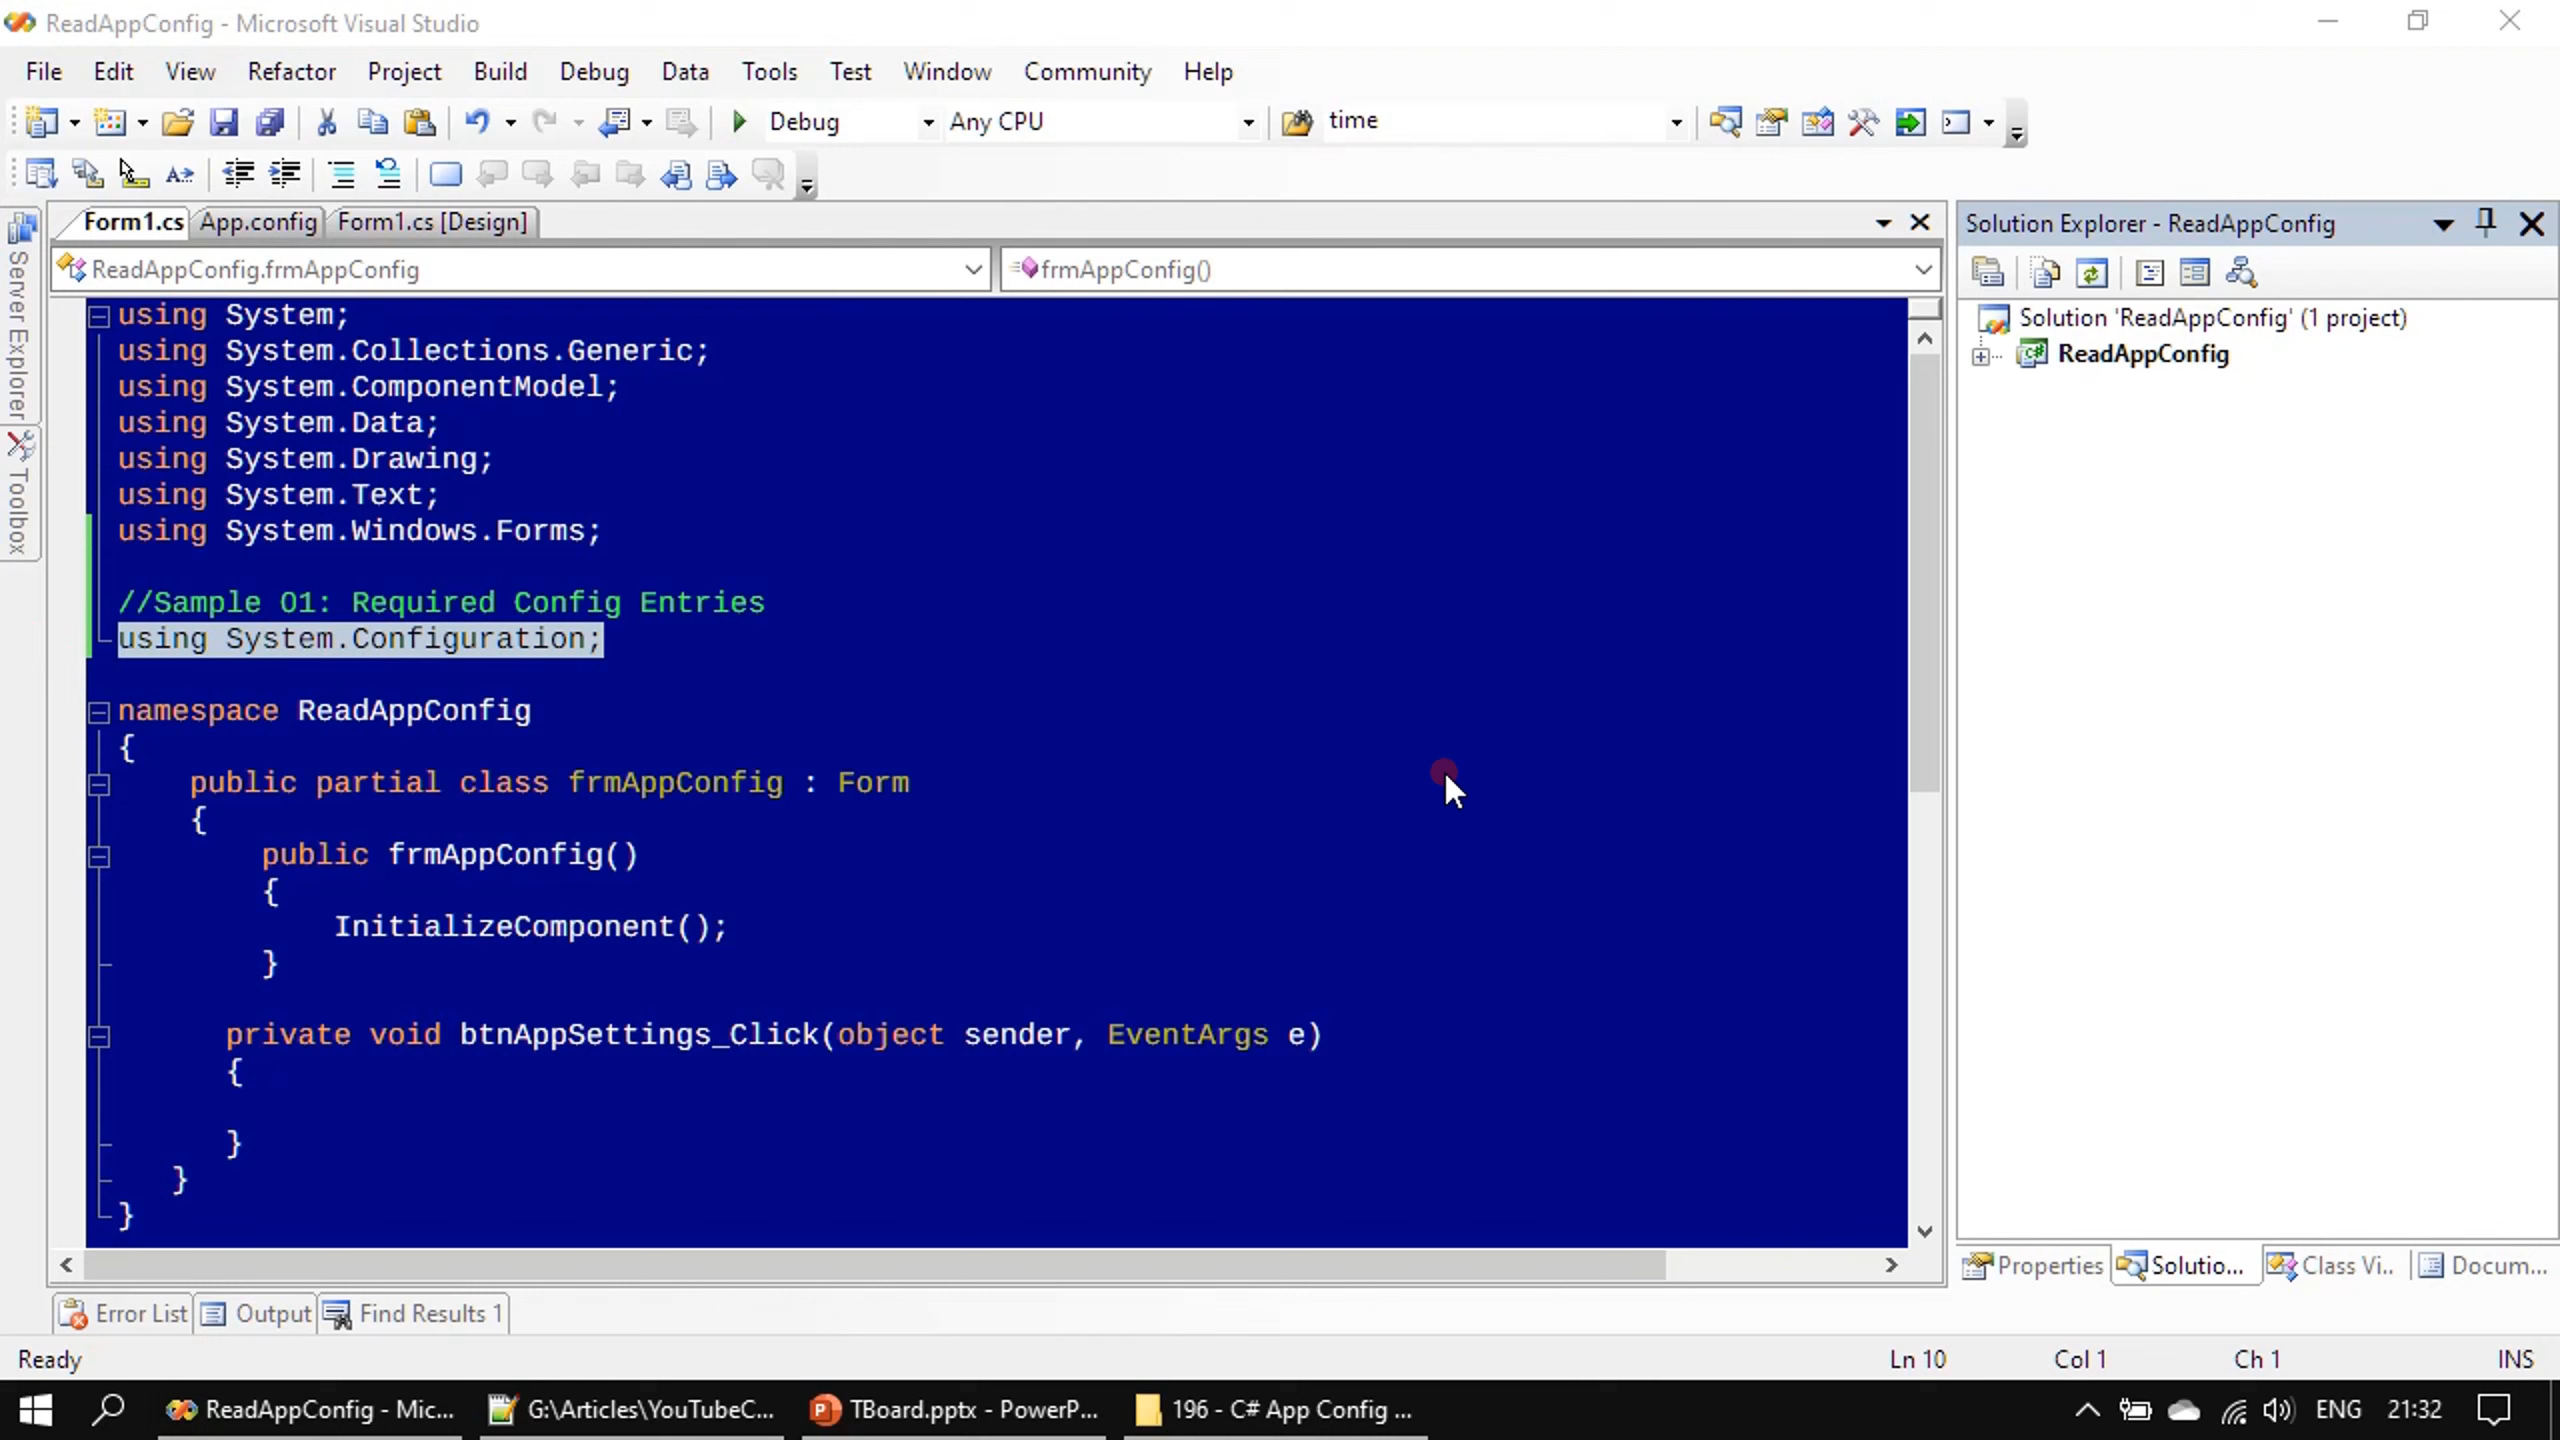 ReadAppConfig - Microsoft Visual Studio
File Edit View Refactor Project Build Debug Data Tools Test Window Community Help
Debug Any CPU time
Form1.cs App.config Form1.cs [Design]
ReadAppConfig.frmAppConfig frmAppConfig()
Server Explorer
Toolbox
using System;
using System.Collections.Generic;
using System.ComponentModel;
using System.Data;
using System.Drawing;
using System.Text;
using System.Windows.Forms;
//Sample O1: Required Config Entries
using System.Configuration;
namespace ReadAppConfig
{
public partial class frmAppConfig : Form
{
public frmAppConfig()
{
InitializeComponent();
}
private void btnAppSettings_Click(object sender, EventArgs e)
{
}
}
}
Solution Explorer - ReadAppConfig
Solution 'ReadAppConfig' (1 project)
ReadAppConfig
Properties Solutio... Class Vi.. Docum...
Error List Output Find Results 1
Ready Ln 10 Col 1 Ch 1 INS
ReadAppConfig - Mic... G:\Articles\YouTubeC... TBoard.pptx - PowerP... 196 - C# App Config ... ENG 21:32